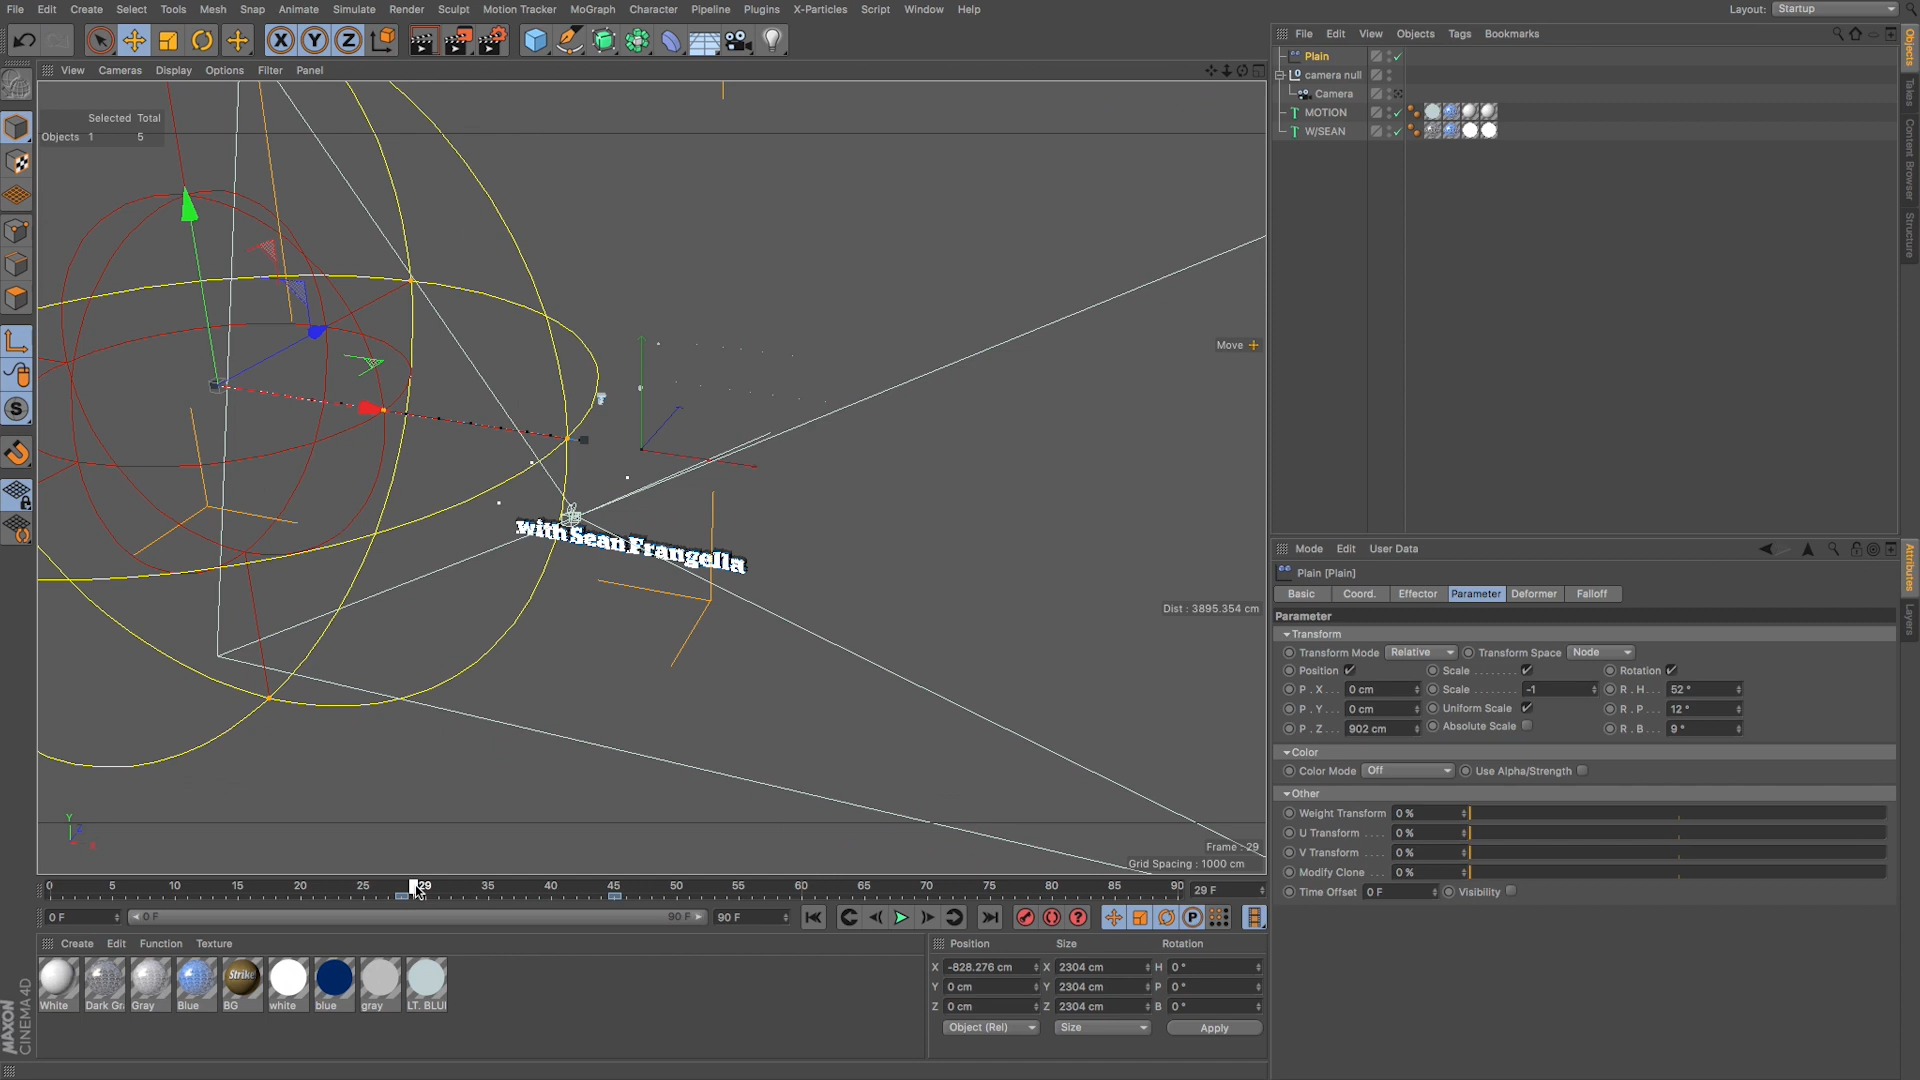 File Edit Create Select Tools Mesh Snap Animate Simulate Render Sculpt Motion Tracker MoGraph Character Pipeline Plugins X-Particles Script Window Help Layout: Startup
File Edit View Objects Tags Bookmarks
View Cameras Display Options Filter Panel
Plain
camera null
Camera
MOTION
W/SEAN
Objects
Takes
Content Browser
Structure
Selected Total
Objects 1 5
Move
T
with Sean Frangella
Dist : 3895.354 cm
Frame : 29
Grid Spacing : 1000 cm
Y
Z
X
Mode Edit User Data
Plain [Plain]
Basic Coord. Effector Parameter Deformer Falloff
Parameter
Transform
Transform Mode Relative Transform Space Node
Position Scale Rotation
P . X 0 cm Scale -1 R . H 52 °
P . Y 0 cm Uniform Scale R . P 12 °
P . Z 902 cm Absolute Scale R . B 9 °
Color
Color Mode Off Use Alpha/Strength
Other
Weight Transform 0 %
U Transform 0 %
V Transform 0 %
Modify Clone 0 %
Time Offset 0 F Visibility
Attributes
Layers
0 5 10 15 20 25 29 35 40 45 50 55 60 65 70 75 80 85 90 29 F
0 F 0 F 90 F 90 F
Create Edit Function Texture
White Dark Gr Gray Blue BG white blue gray LT. BLUI
Strike
Position Size Rotation
X -828.276 cm X 2304 cm H 0 °
Y 0 cm Y 2304 cm P 0 °
Z 0 cm Z 2304 cm B 0 °
Object (Rel) Size Apply
MAXON
CINEMA 4D